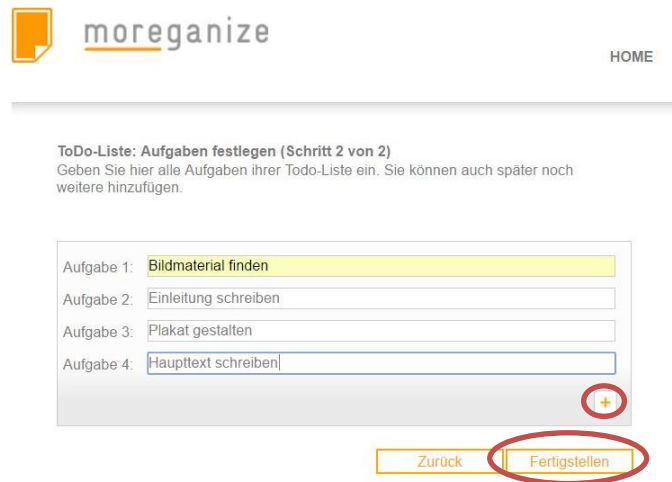 moreganize
HOME
ToDo-Liste: Aufgaben festlegen (Schritt 2 von 2)
Geben Sie hier alle Aufgaben ihrer Todo-Liste ein. Sie können auch später noch
weitere hinzufügen.
Aufgabe 1: Bildmaterial finden
Aufgabe 2: Einleitung schreiben
Aufgabe 3: Plakat gestalten
Aufgabe 4: Haupttext schreiben
+
Zurück Fertigstellen